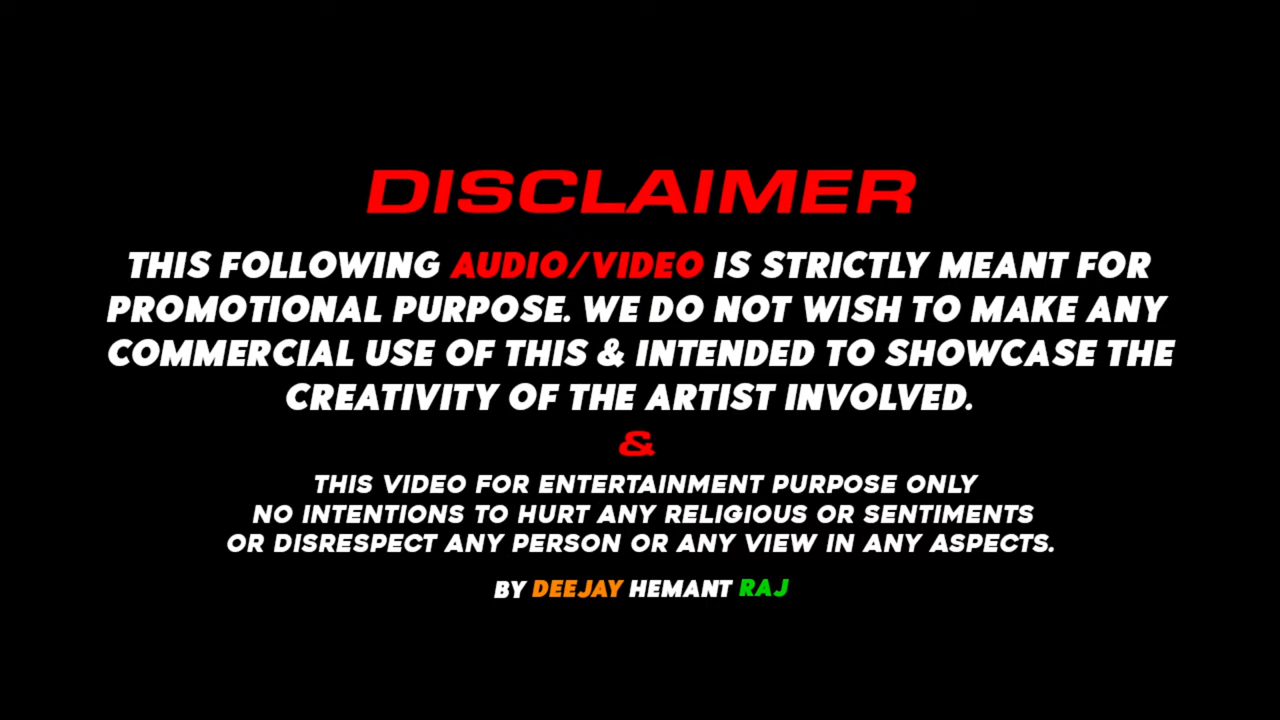 DISCLAIMER
THIS FOLLOWING AUDIO/VIDEO IS STRICTLY MEANT FOR
PROMOTIONAL PURPOSE. WE DO NOT WISH TO MAKE ANY
COMMERCIAL USE OF THIS & INTENDED TO SHOWCASE THE
CREATIVITY OF THE ARTIST INVOLVED.
&
THIS VIDEO FOR ENTERTAINMENT PURPOSE ONLY
NO INTENTIONS TO HURT ANY RELIGIOUS OR SENTIMENTS
OR DISRESPECT ANY PERSON OR ANY VIEW IN ANY ASPECTS.
BY DEEJAY HEMANT RAJ